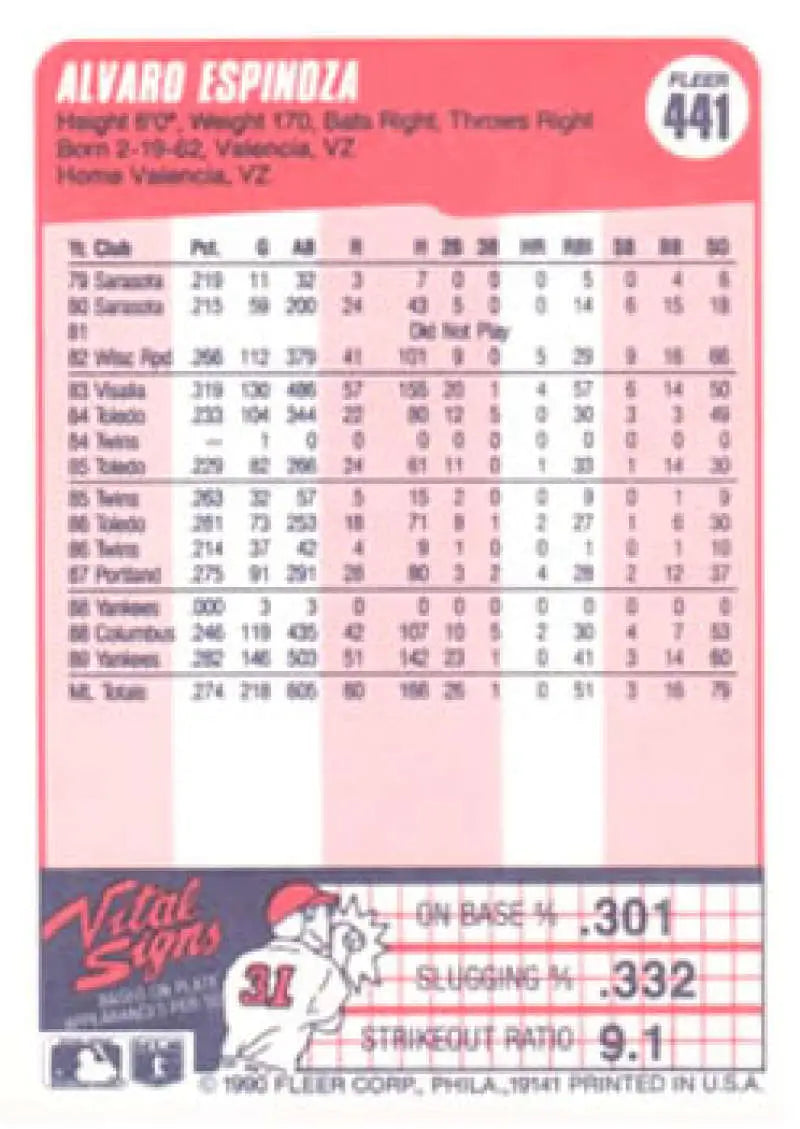 ALVARO ESPINOZA
FLEER
441
Height 6'0", Weight 170, Bats Right, Throws Right
Born 2-19-62, Valencia, VZ
Home Valencia, VZ
Yr. Club Pct. G AB R H 2B 3B HR RBI SB BB SO
79 Sarasota .219 11 32 3 7 0 0 0 5 0 4 6
80 Sarasota .215 59 200 24 43 5 0 0 14 6 15 18
81 Did Not Play
82 Wisc Rpd .266 112 379 41 101 9 0 5 29 9 16 66
83 Visalia .319 130 486 57 155 20 1 4 57 6 14 50
84 Toledo .233 104 344 22 80 12 5 0 30 3 3 49
84 Twins — 1 0 0 0 0 0 0 0 0 0 0
85 Toledo .229 82 266 24 61 11 0 1 33 1 14 30
85 Twins .263 32 57 5 15 2 0 0 9 0 1 9
86 Toledo .281 73 253 18 71 8 1 2 27 1 6 30
86 Twins .214 37 42 4 9 1 0 0 1 0 1 10
87 Portland .275 91 291 28 80 3 2 4 28 2 12 37
88 Yankees .000 3 3 0 0 0 0 0 0 0 0 0
88 Columbus .246 119 435 42 107 10 5 2 30 4 7 53
89 Yankees .282 146 503 51 142 23 1 0 41 3 14 60
ML Totals .274 218 605 60 166 26 1 0 51 3 16 79
Vital Signs
BASED ON PLATE
APPEARANCES PER
31
ON BASE % .301
SLUGGING % .332
STRIKEOUT RATIO 9.1
© 1990 FLEER CORP., PHILA., 19141 PRINTED IN U.S.A.